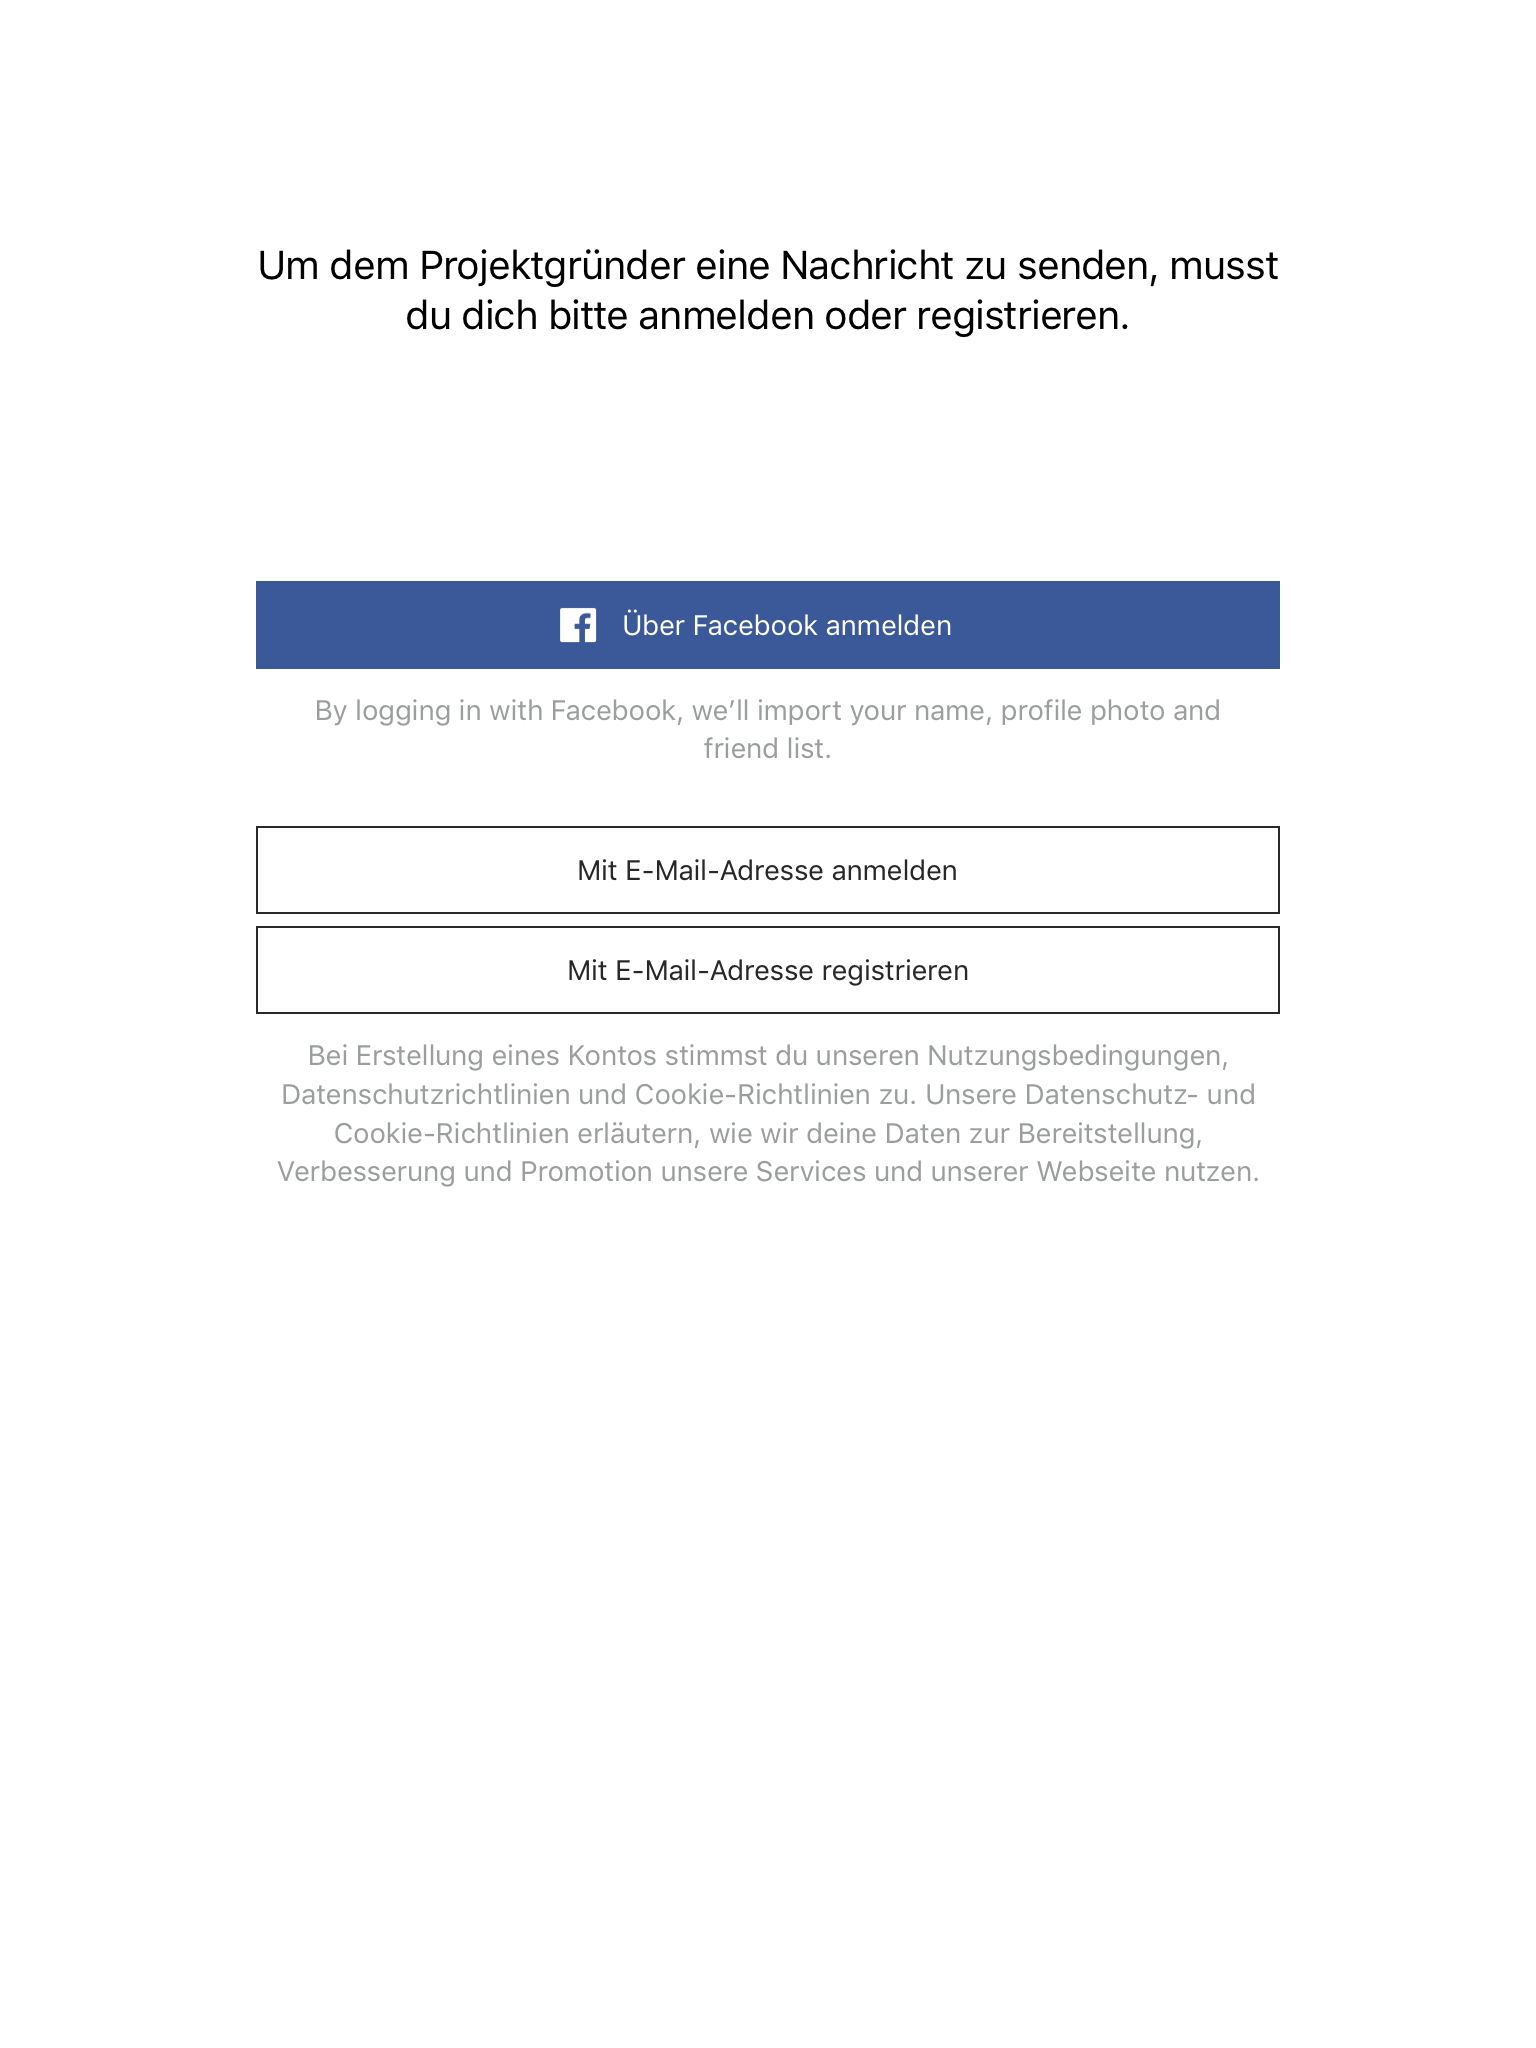 Um dem Projektgründer eine Nachricht zu senden, musst
du dich bitte anmelden oder registrieren.
Über Facebook anmelden
By logging in with Facebook, we’ll import your name, profile photo and
friend list.
Mit E-Mail-Adresse anmelden
Mit E-Mail-Adresse registrieren
Bei Erstellung eines Kontos stimmst du unseren Nutzungsbedingungen,
Datenschutzrichtlinien und Cookie-Richtlinien zu. Unsere Datenschutz- und
Cookie-Richtlinien erläutern, wie wir deine Daten zur Bereitstellung,
Verbesserung und Promotion unsere Services und unserer Webseite nutzen.